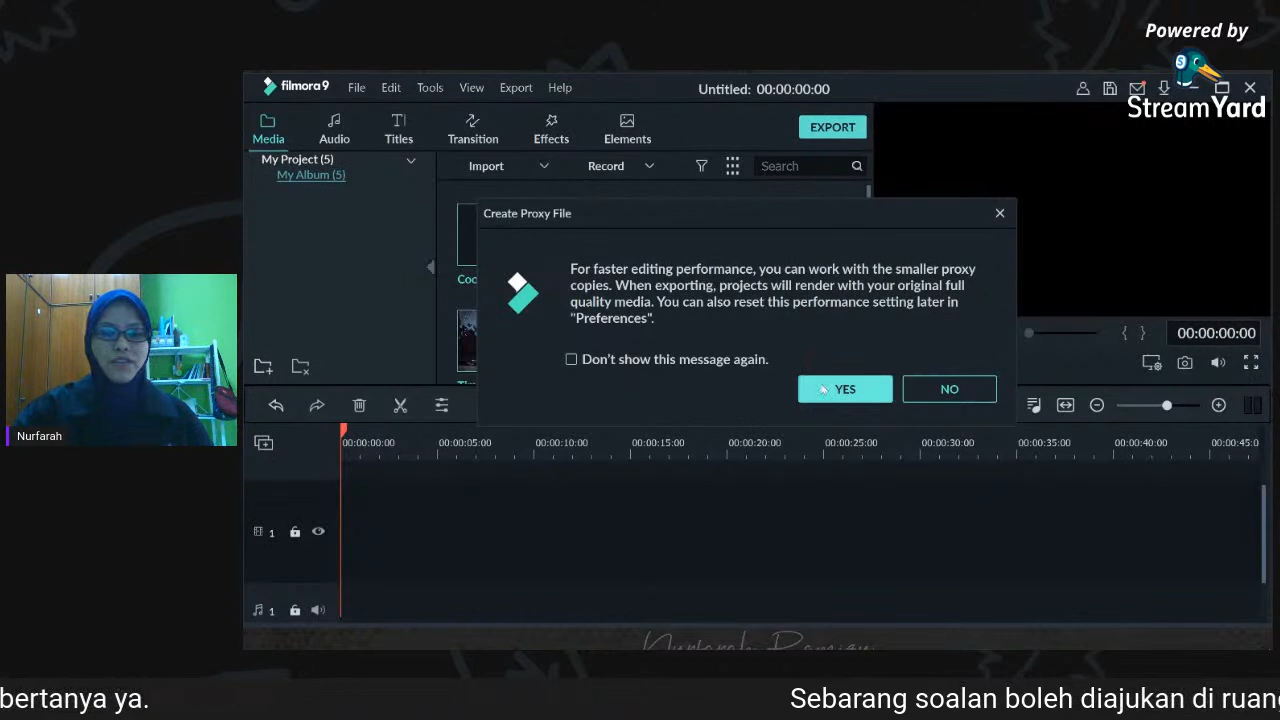 Powered by
StreamYard
filmora9 File Edit Tools View Export Help
Untitled: 00:00:00:00
Media Audio Titles Transition Effects Elements
EXPORT
My Project (5)
My Album (5)
Import Record Search
Create Proxy File
For faster editing performance, you can work with the smaller proxy
copies. When exporting, projects will render with your original full
quality media. You can also reset this performance setting later in
"Preferences".
Don't show this message again.
YES NO
00:00:00:00
Nurfarah
00:00:00:00 00:00:05:00 00:00:10:00 00:00:15:00 00:00:20:00 00:00:25:00 00:00:30:00 00:00:35:00 00:00:40:00 00:00:45:0
1
1
bertanya ya.
Sebarang soalan boleh diajukan di ruang